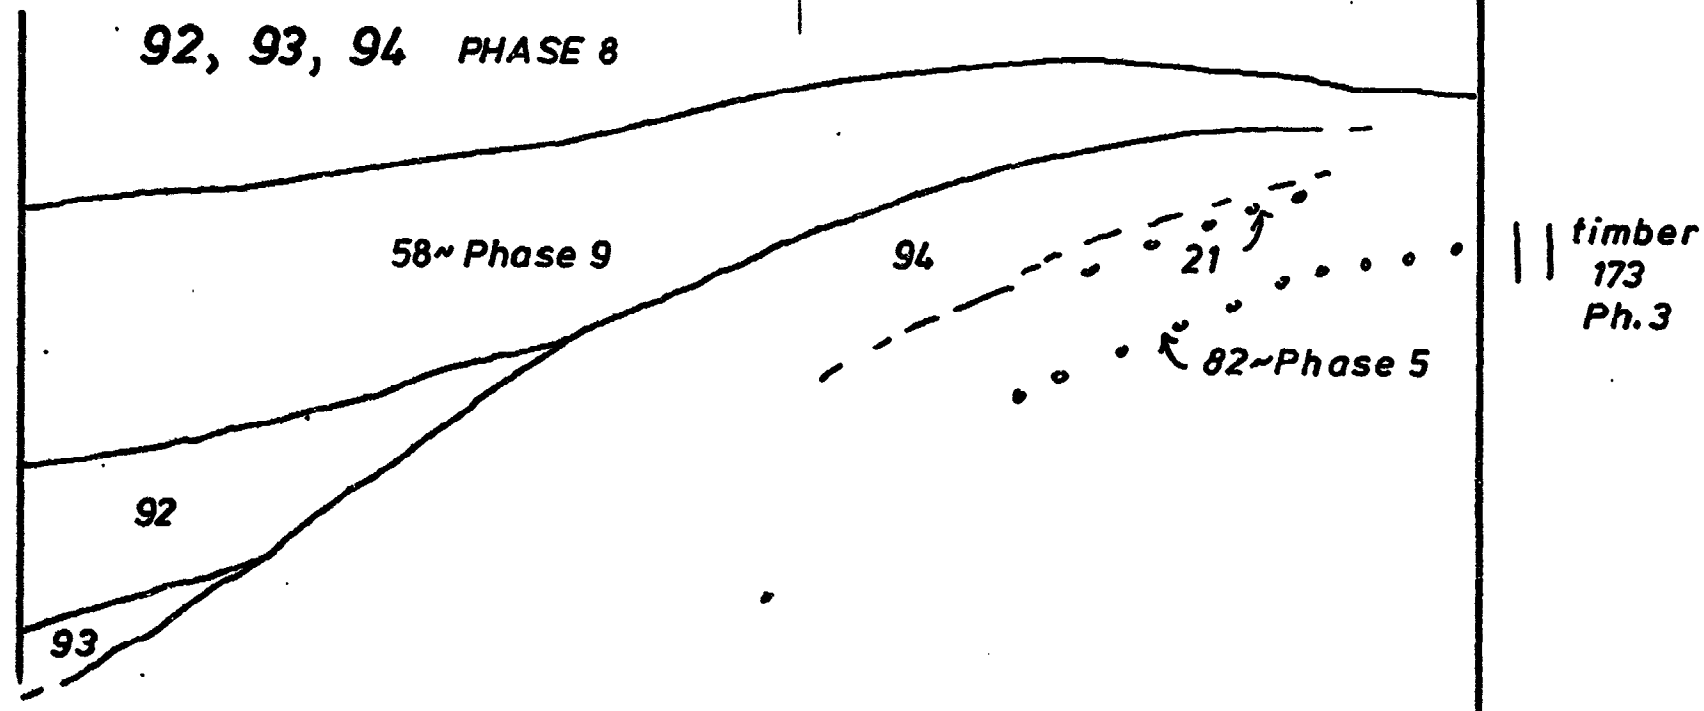 92, 93, 94 PHASE 8
58~Phase 9
94
21
timber
173
Ph.3
82~Phase 5
92
93